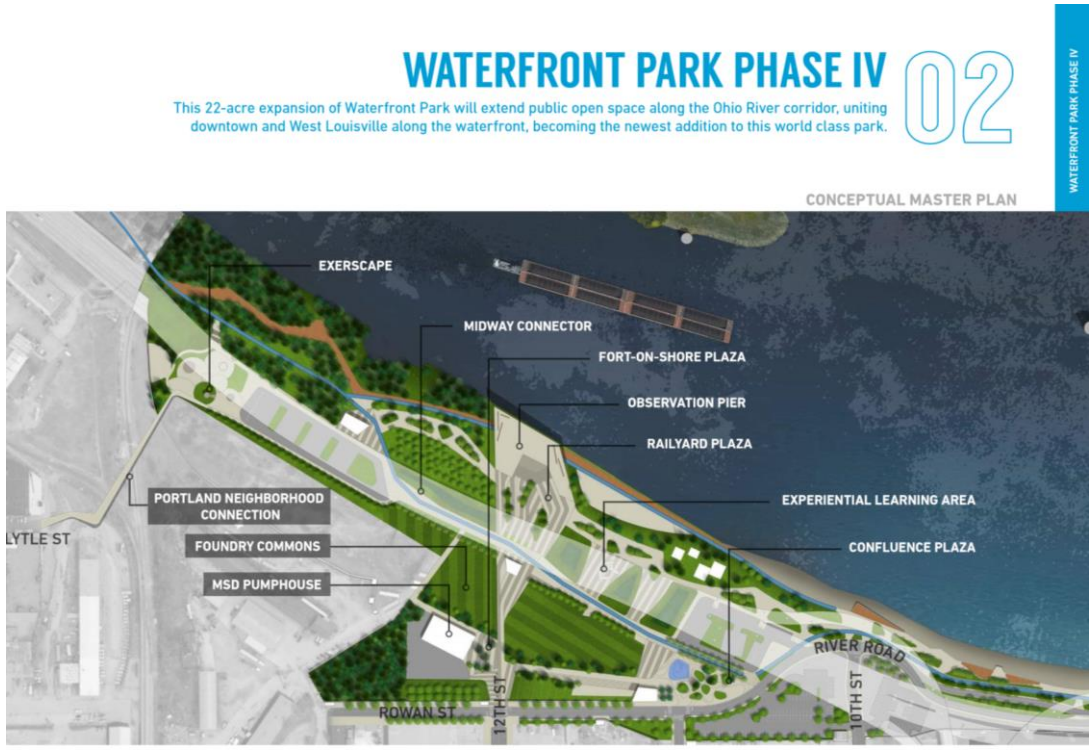 WATERFRONT PARK PHASE IV
02
This 22-acre expansion of Waterfront Park will extend public open space along the Ohio River corridor, uniting
downtown and West Louisville along the waterfront, becoming the newest addition to this world class park.
WATERFRONT PARK PHASE IV
CONCEPTUAL MASTER PLAN
EXERSCAPE
MIDWAY CONNECTOR
FORT-ON-SHORE PLAZA
OBSERVATION PIER
RAILYARD PLAZA
PORTLAND NEIGHBORHOOD
CONNECTION
EXPERIENTIAL LEARNING AREA
LYTLE ST
FOUNDRY COMMONS
CONFLUENCE PLAZA
MSD PUMPHOUSE
RIVER ROAD
ROWAN ST
12TH ST
10TH ST